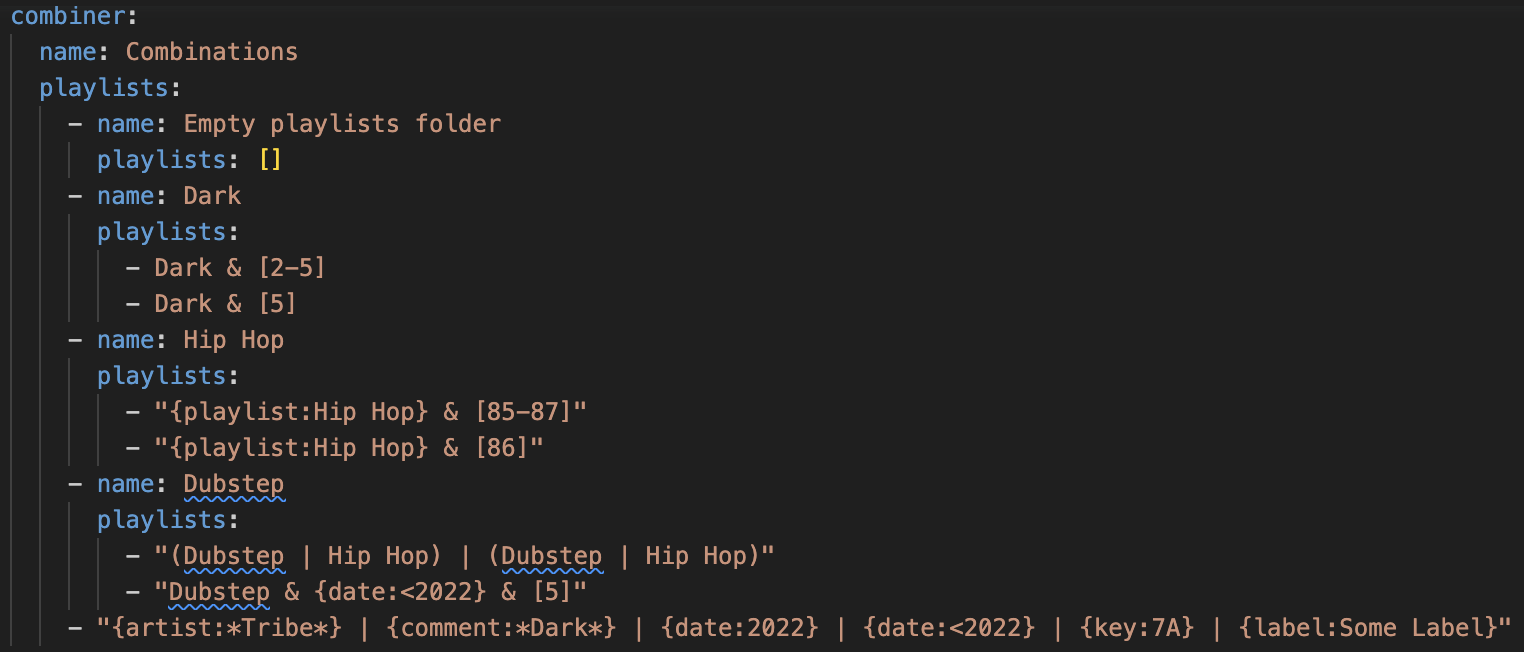 combiner:
  name: Combinations
  playlists:
    - name: Empty playlists folder
      playlists: []
    - name: Dark
      playlists:
        - Dark & [2-5]
        - Dark & [5]
    - name: Hip Hop
      playlists:
        - "{playlist:Hip Hop} & [85-87]"
        - "{playlist:Hip Hop} & [86]"
    - name: Dubstep
      playlists:
        - "(Dubstep | Hip Hop) | (Dubstep | Hip Hop)"
        - "Dubstep & {date:<2022} & [5]"
    - "{artist:*Tribe*} | {comment:*Dark*} | {date:2022} | {date:<2022} | {key:7A} | {label:Some Label}"